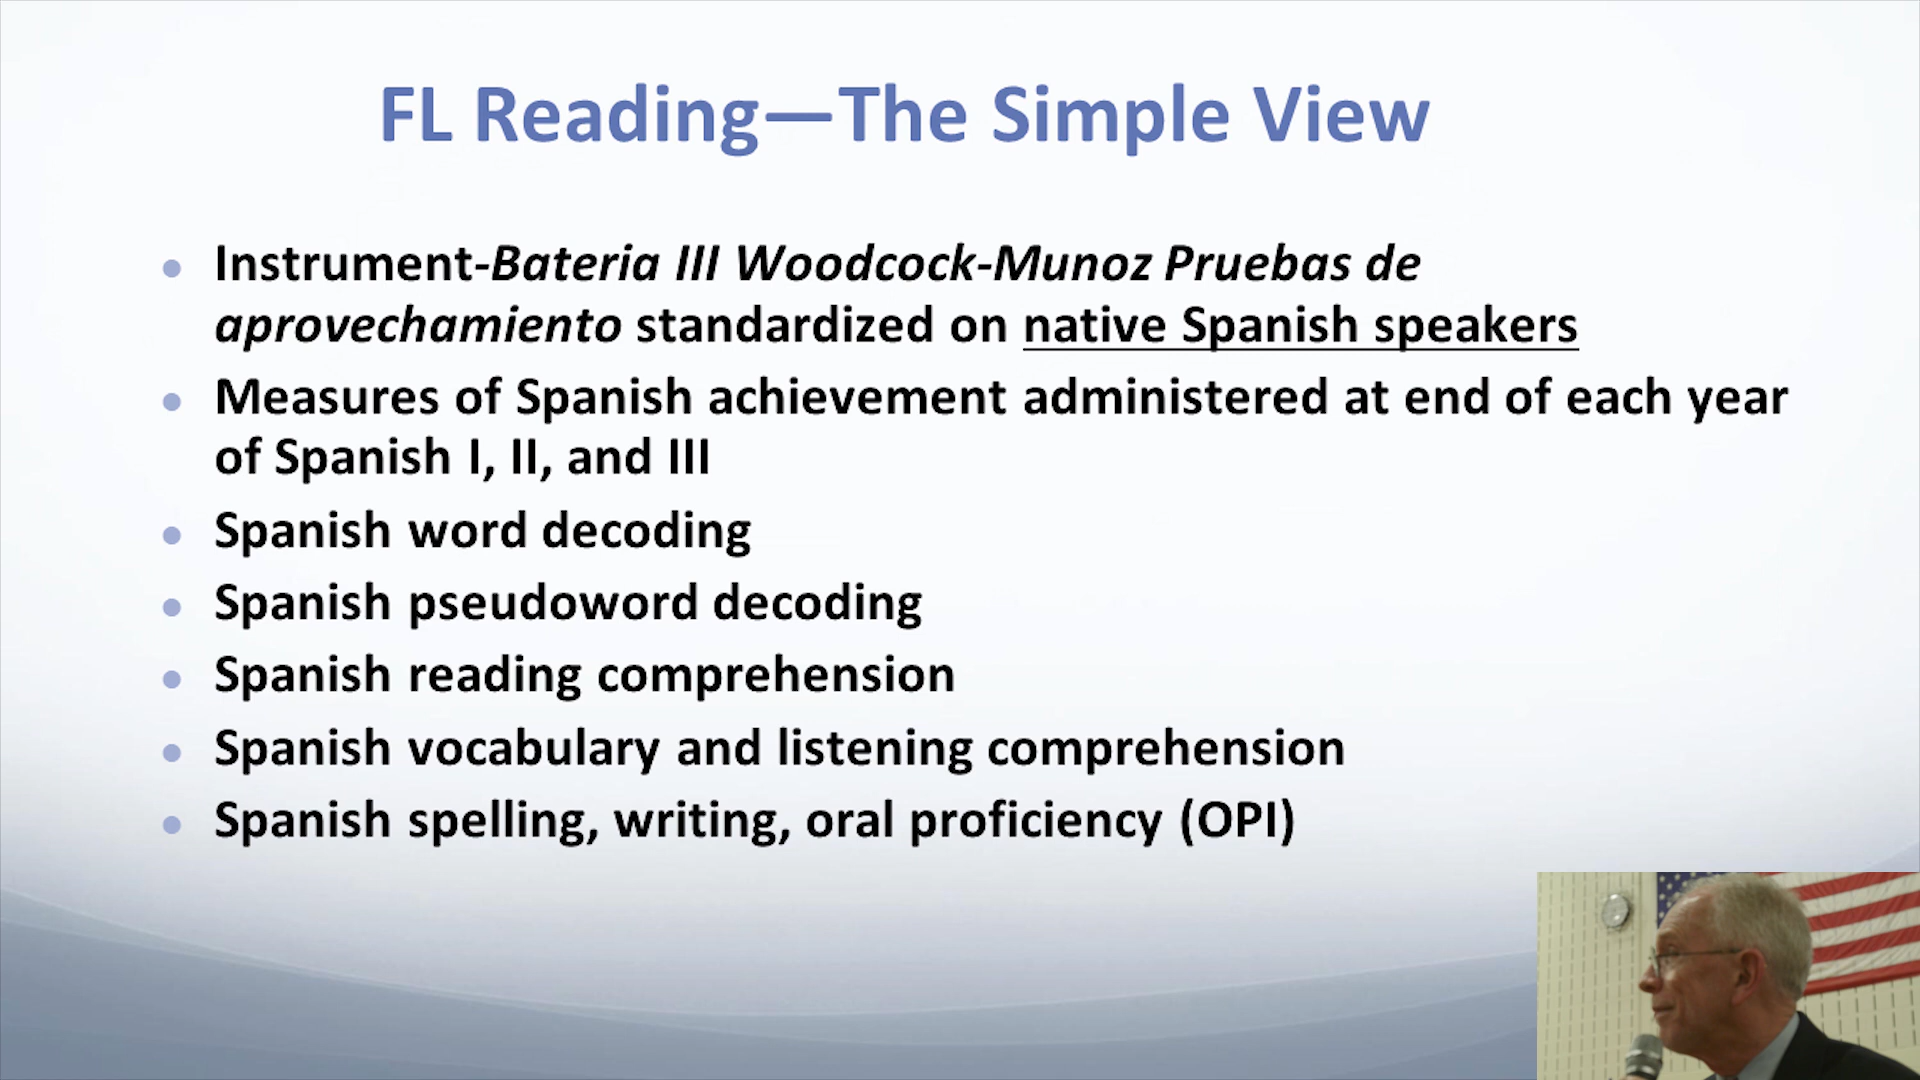 FL Reading—The Simple View
Instrument-Bateria III Woodcock-Munoz Pruebas de
aprovechamiento standardized on native Spanish speakers
Measures of Spanish achievement administered at end of each year
of Spanish I, II, and III
Spanish word decoding
Spanish pseudoword decoding
Spanish reading comprehension
Spanish vocabulary and listening comprehension
Spanish spelling, writing, oral proficiency (OPI)